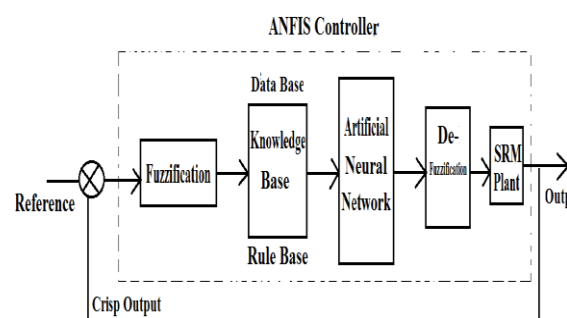 ANFIS Controller
Data Base
Reference
Fuzzification
Knowledge
Base
Rule Base
Artificial
Neural
Network
De-
Fuzzification
SRM
Plant
Outp
Crisp Output